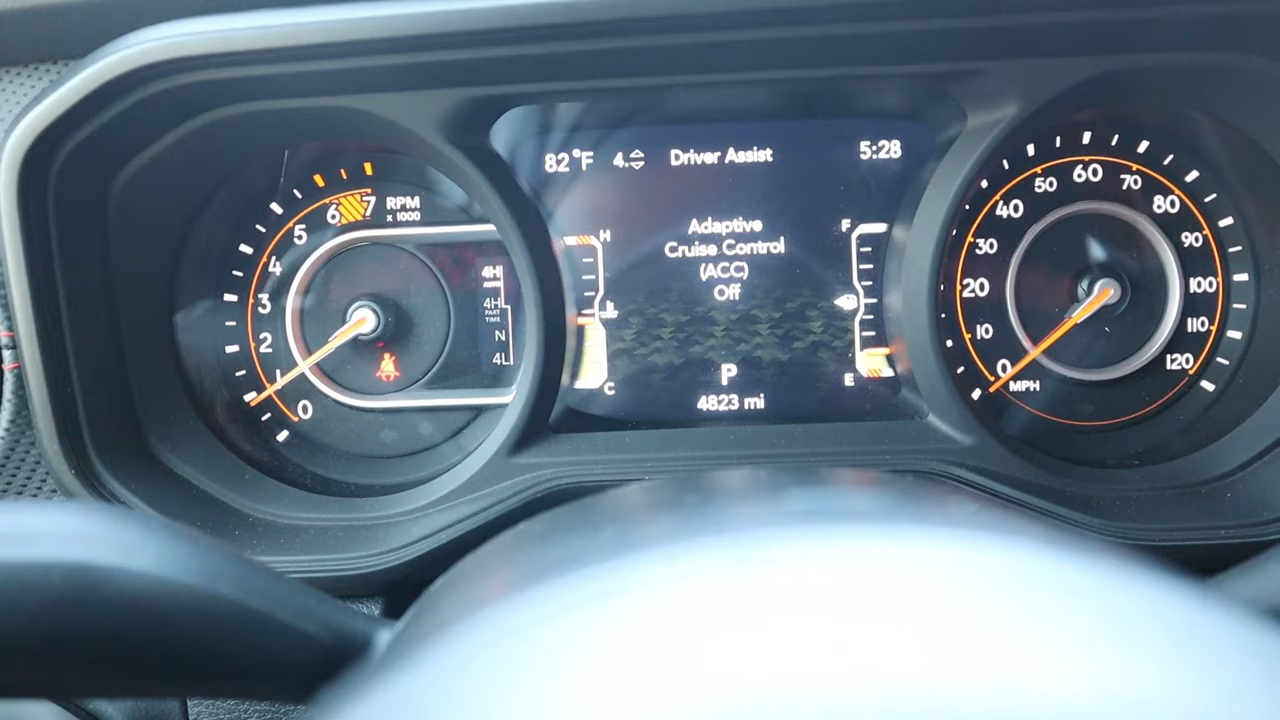 82°F 4. Driver Assist 5:28
Adaptive
Cruise Control
(ACC)
Off
P
4823 mi
H
C
F
E
RPM
x 1000
0
1
2
3
4
5
6
7
4H
AUTO
4H
PART
TIME
N
4L
0
10
20
30
40
50
60
70
80
90
100
110
120
MPH